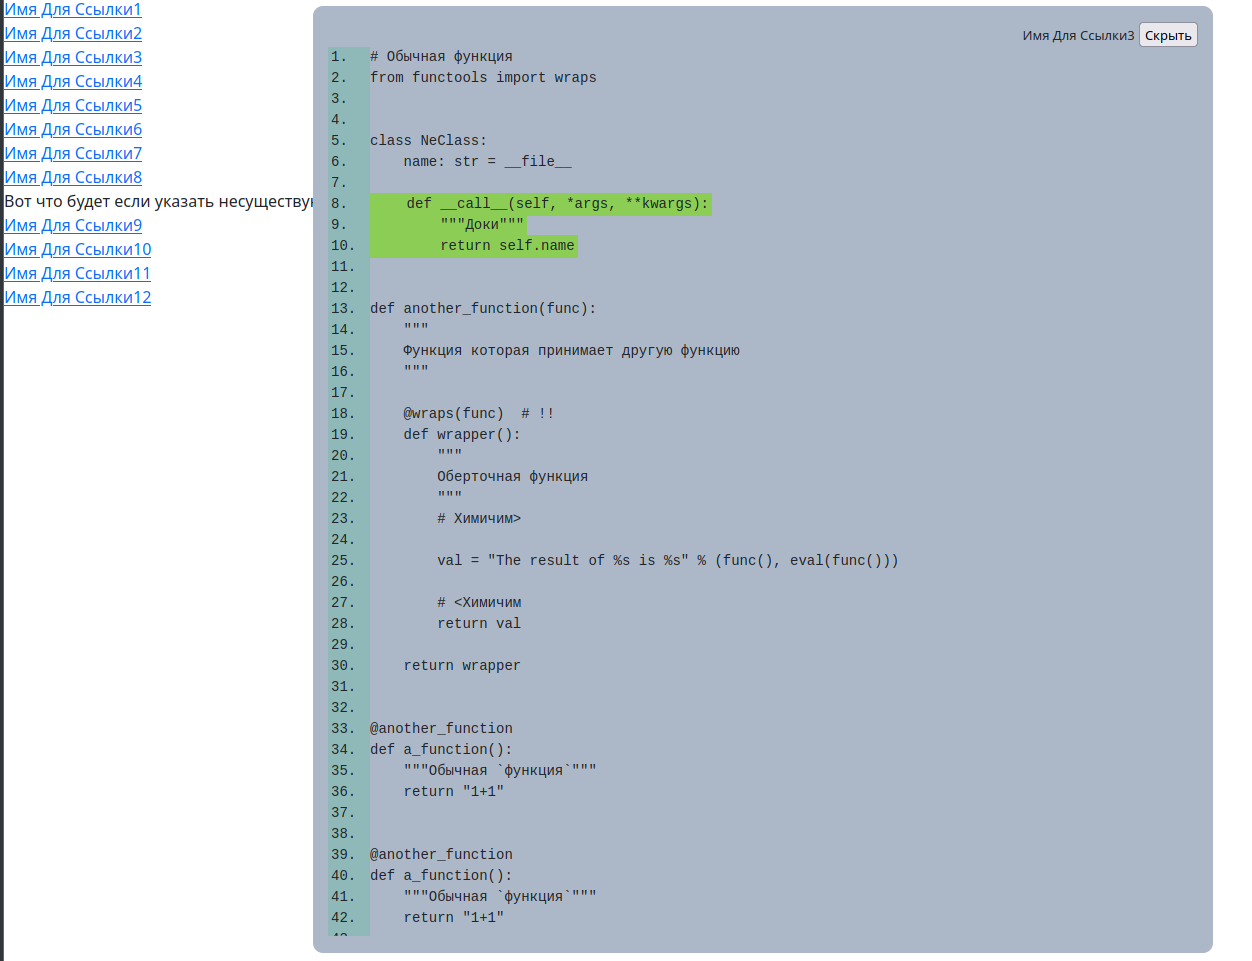 Имя Для Ссылки1
Имя Для Ссылки2
Имя Для Ссылки3
Имя Для Ссылки4
Имя Для Ссылки5
Имя Для Ссылки6
Имя Для Ссылки7
Имя Для Ссылки8
Вот что будет если указать
Имя Для Ссылки9
Имя Для Ссылки10
Имя Для Ссылки11
Имя Для Ссылки12
Имя Для Ссылки3 Скрыть
1. # Обычная функция
2. from functools import wraps
3.
4.
5. class NeClass:
6.     name: str = __file__
7.
8.     def __call__(self, *args, **kwargs):
9.         """Доки"""
10.         return self.name
11.
12.
13. def another_function(func):
14.     """
15.     Функция которая принимает другую функцию
16.     """
17.
18.     @wraps(func)  # !!
19.     def wrapper():
20.         """
21.         Оберточная функция
22.         """
23.         # Химичим>
24.
25.         val = "The result of %s is %s" % (func(), eval(func()))
26.
27.         # <Химичим
28.         return val
29.
30.     return wrapper
31.
32.
33. @another_function
34. def a_function():
35.     """Обычная `функция`"""
36.     return "1+1"
37.
38.
39. @another_function
40. def a_function():
41.     """Обычная `функция`"""
42.     return "1+1"